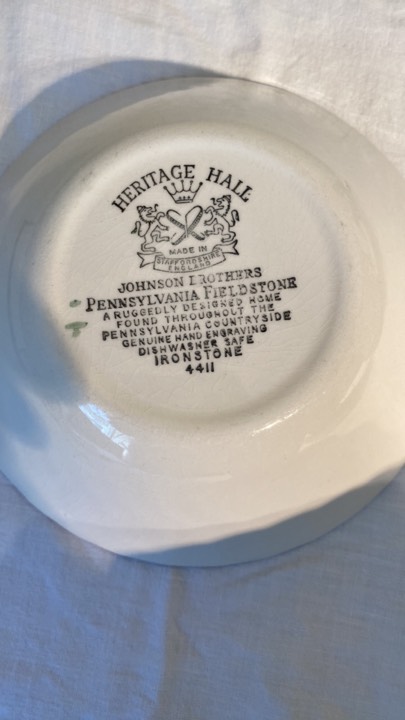 HERITAGE HALL
MADE IN
STAFFORDSHIRE
ENGLAND
JOHNSON BROTHERS
PENNSYLVANIA FIELDSTONE
A RUGGEDLY DESIGNED HOME
FOUND THROUGHOUT THE
PENNSYLVANIA COUNTRYSIDE
GENUINE HAND ENGRAVING
DISHWASHER SAFE
IRONSTONE
4411